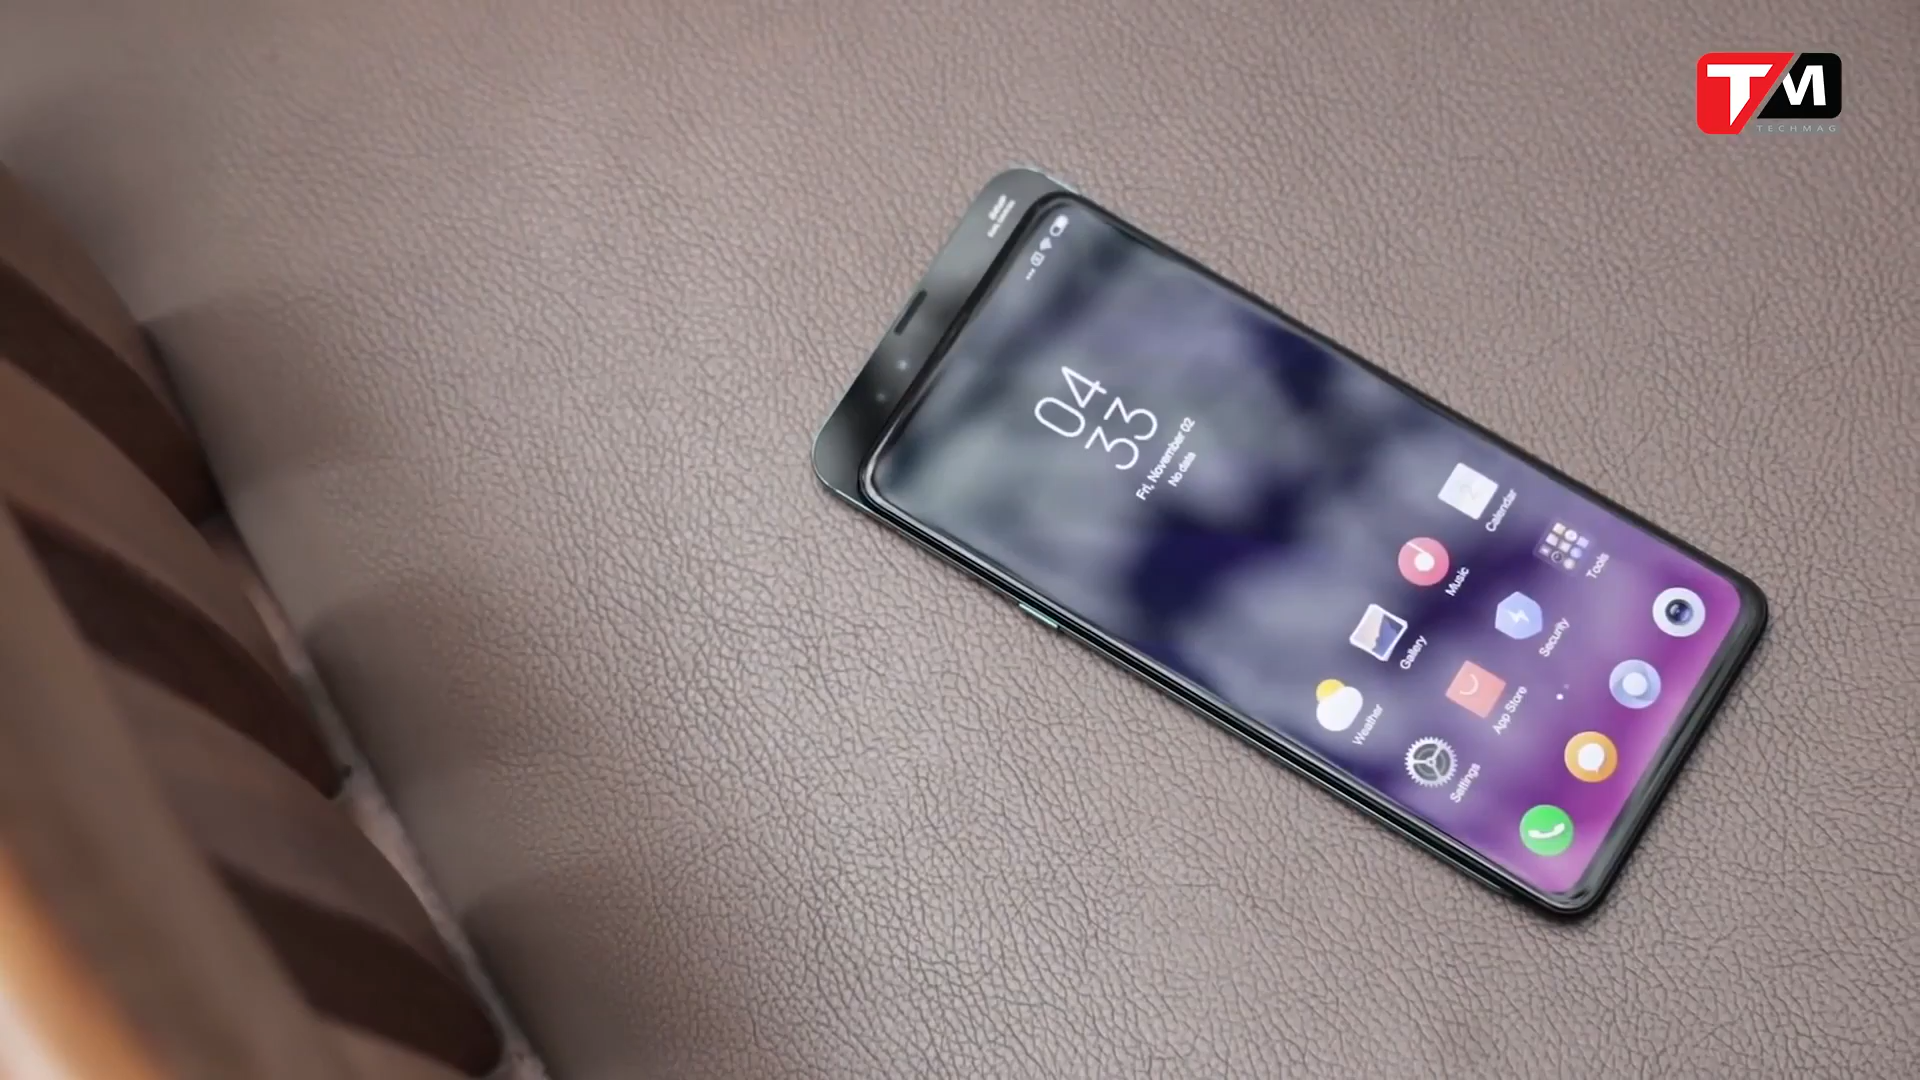 TM
TECHMAG
04
33
Fri, November 02
No data
Calendar
Music
Tools
Gallery
Security
Weather
App Store
Settings